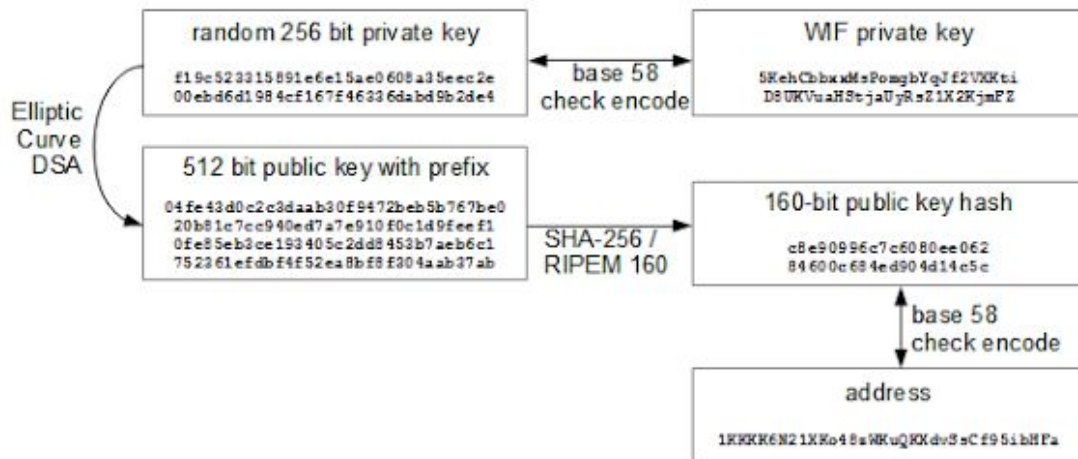 random 256 bit private key
f19c523315891e6e15ae0608a35eec2e
00ebd6d1984cf167f46336dabd9b2de4
WIF private key
5KehCbbxxMsPomgbYqJf2VXKti
D8UKVuaHStjaUyRsZ1X2KjmFZ
base 58
check encode
Elliptic
Curve
DSA
512 bit public key with prefix
04fe43d0c2c3daab30f9472beb5b767be0
20b81c7cc940ed7a7e910f0c1d9feef1
0fe85eb3ce193405c2dd8453b7aeb6c1
752361efdbf4f52ea8bf8f304aab37ab
SHA-256 /
RIPEM 160
160-bit public key hash
c8e90996c7c6080ee062
84600c684ed904d14c5c
base 58
check encode
address
1KKKK6N21XKo48zWKuQKXdvSsCf95ibHFa